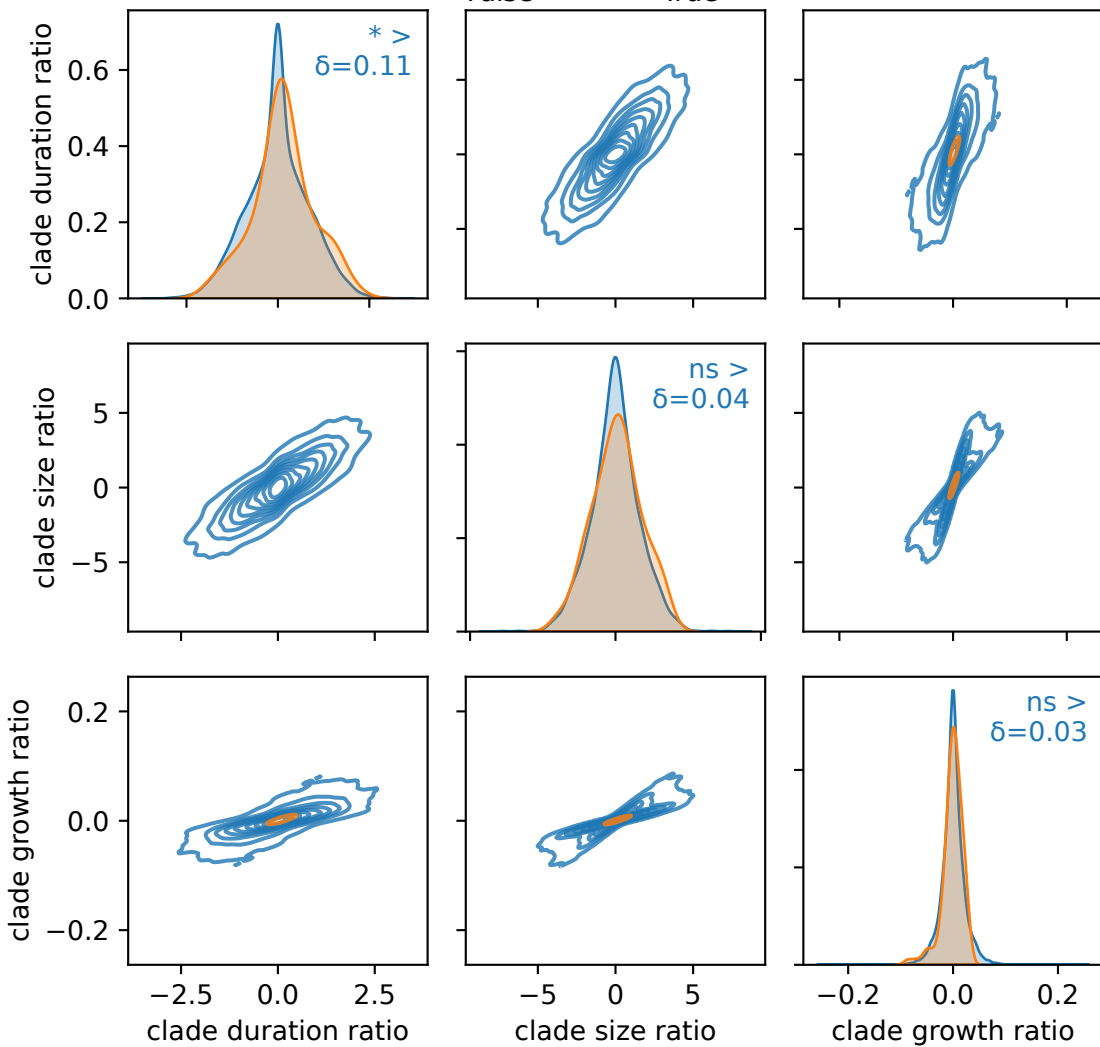 True
clade duration ratio
0.6
0.4
0.2
0.0
* >
δ=0.11
clade size ratio
5
0
−5
ns >
δ=0.04
clade growth ratio
0.2
0.0
−0.2
ns >
δ=0.03
−2.5 0.0 2.5
−5 0 5
−0.2 0.0 0.2
clade duration ratio
clade size ratio
clade growth ratio